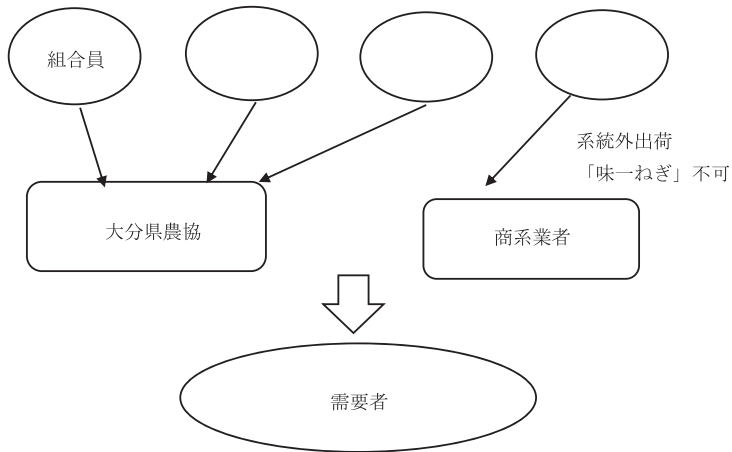 組合員
系統外出荷
「味一ねぎ」不可
大分県農協
商系業者
需要者